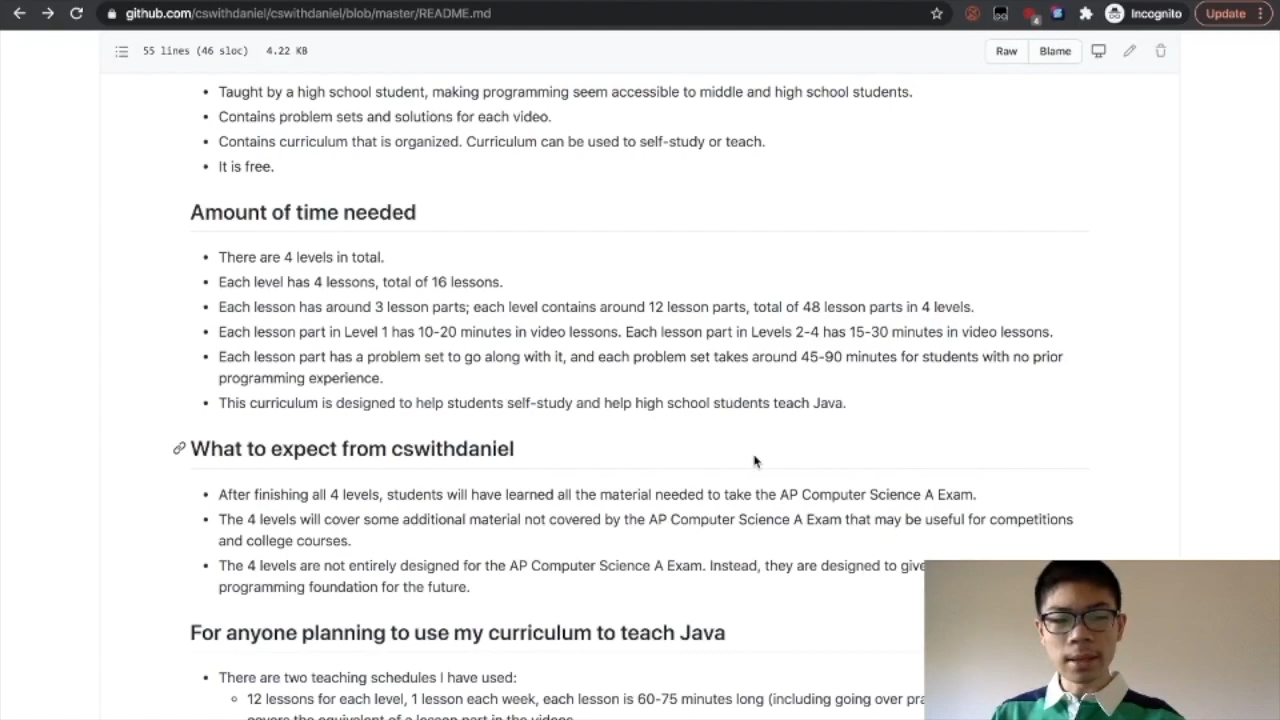 github.com/cswithdaniel/cswithdaniel/blob/master/README.md
Incognito
Update
55 lines (46 sloc) 4.22 KB
Raw
Blame
Taught by a high school student, making programming seem accessible to middle and high school students.
Contains problem sets and solutions for each video.
Contains curriculum that is organized. Curriculum can be used to self-study or teach.
It is free.
Amount of time needed
There are 4 levels in total.
Each level has 4 lessons, total of 16 lessons.
Each lesson has around 3 lesson parts; each level contains around 12 lesson parts, total of 48 lesson parts in 4 levels.
Each lesson part in Level 1 has 10-20 minutes in video lessons. Each lesson part in Levels 2-4 has 15-30 minutes in video lessons.
Each lesson part has a problem set to go along with it, and each problem set takes around 45-90 minutes for students with no prior
programming experience.
This curriculum is designed to help students self-study and help high school students teach Java.
What to expect from cswithdaniel
After finishing all 4 levels, students will have learned all the material needed to take the AP Computer Science A Exam.
The 4 levels will cover some additional material not covered by the AP Computer Science A Exam that may be useful for competitions
and college courses.
The 4 levels are not entirely designed for the AP Computer Science A Exam. Instead, they are designed to give
programming foundation for the future.
For anyone planning to use my curriculum to teach Java
There are two teaching schedules I have used:
12 lessons for each level, 1 lesson each week, each lesson is 60-75 minutes long (including going over pra
covers the equivalent of a lesson part in the videos